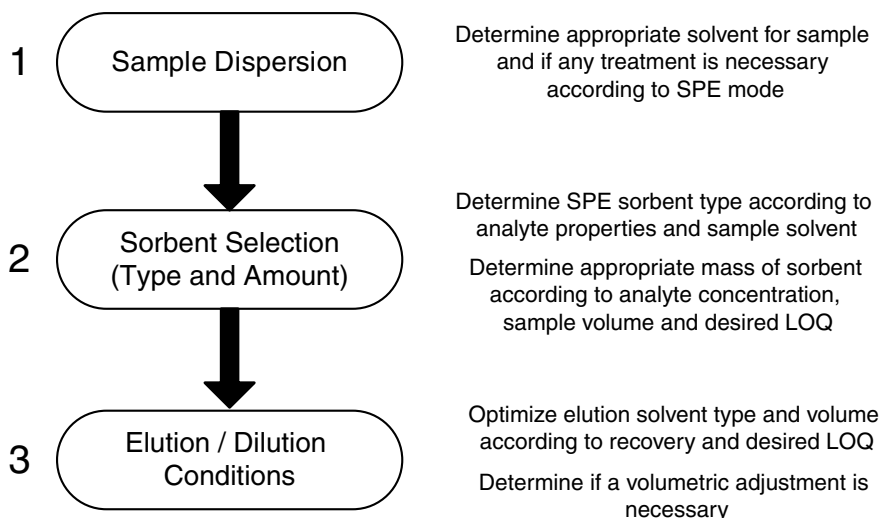 1
Sample Dispersion
Determine appropriate solvent for sample
and if any treatment is necessary
according to SPE mode
2
Sorbent Selection
(Type and Amount)
Determine SPE sorbent type according to
analyte properties and sample solvent
Determine appropriate mass of sorbent
according to analyte concentration,
sample volume and desired LOQ
3
Elution / Dilution
Conditions
Optimize elution solvent type and volume
according to recovery and desired LOQ
Determine if a volumetric adjustment is
necessary